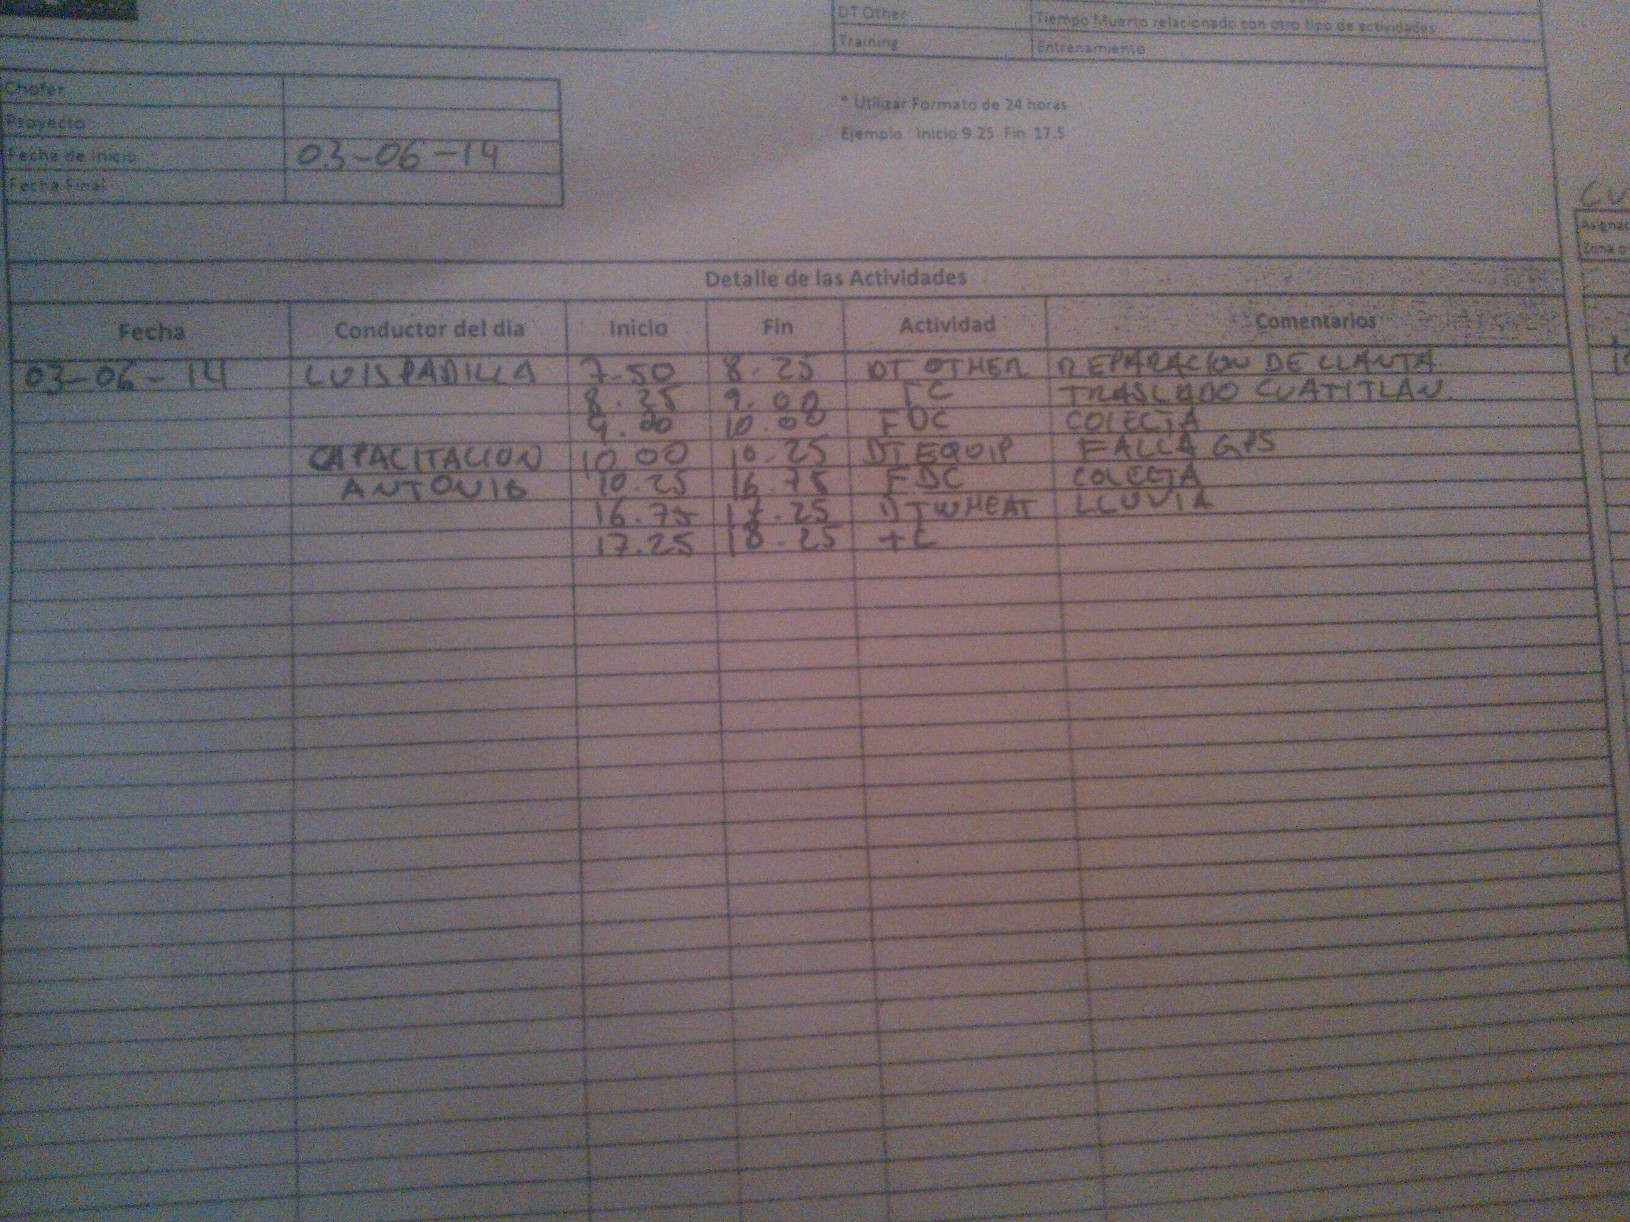 DT Other Tiempo Muerto relacionado con otro tipo de actividades
Training Entrenamiento
Chofer
Proyecto
Fecha de Inicio 03-06-14
Fecha Final
* Utilizar Formato de 24 horas
Ejemplo Inicio 9.25 Fin 17.5
CU
Asignac
Zona o
Detalle de las Actividades
Fecha Conductor del dia Inicio Fin Actividad Comentarios
03-06-14 LUIS PADILLA 7.50 8.25 DT OTHER REPARACION DE LLANTA
8.25 9.00 TC TRASLADO CUATITLAN
9.00 10.00 FDC COLECTA
CAPACITACION 10.00 10.25 DT EQUIP FALLA GPS
ANTONIO 10.25 16.75 FDC COLECTA
16.75 17.25 DT WHEAT LLUVIA
17.25 18.25 TC